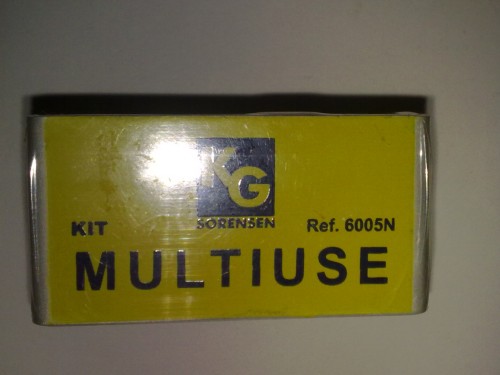 KG
SORENSEN
KIT Ref. 6005N
MULTIUSE